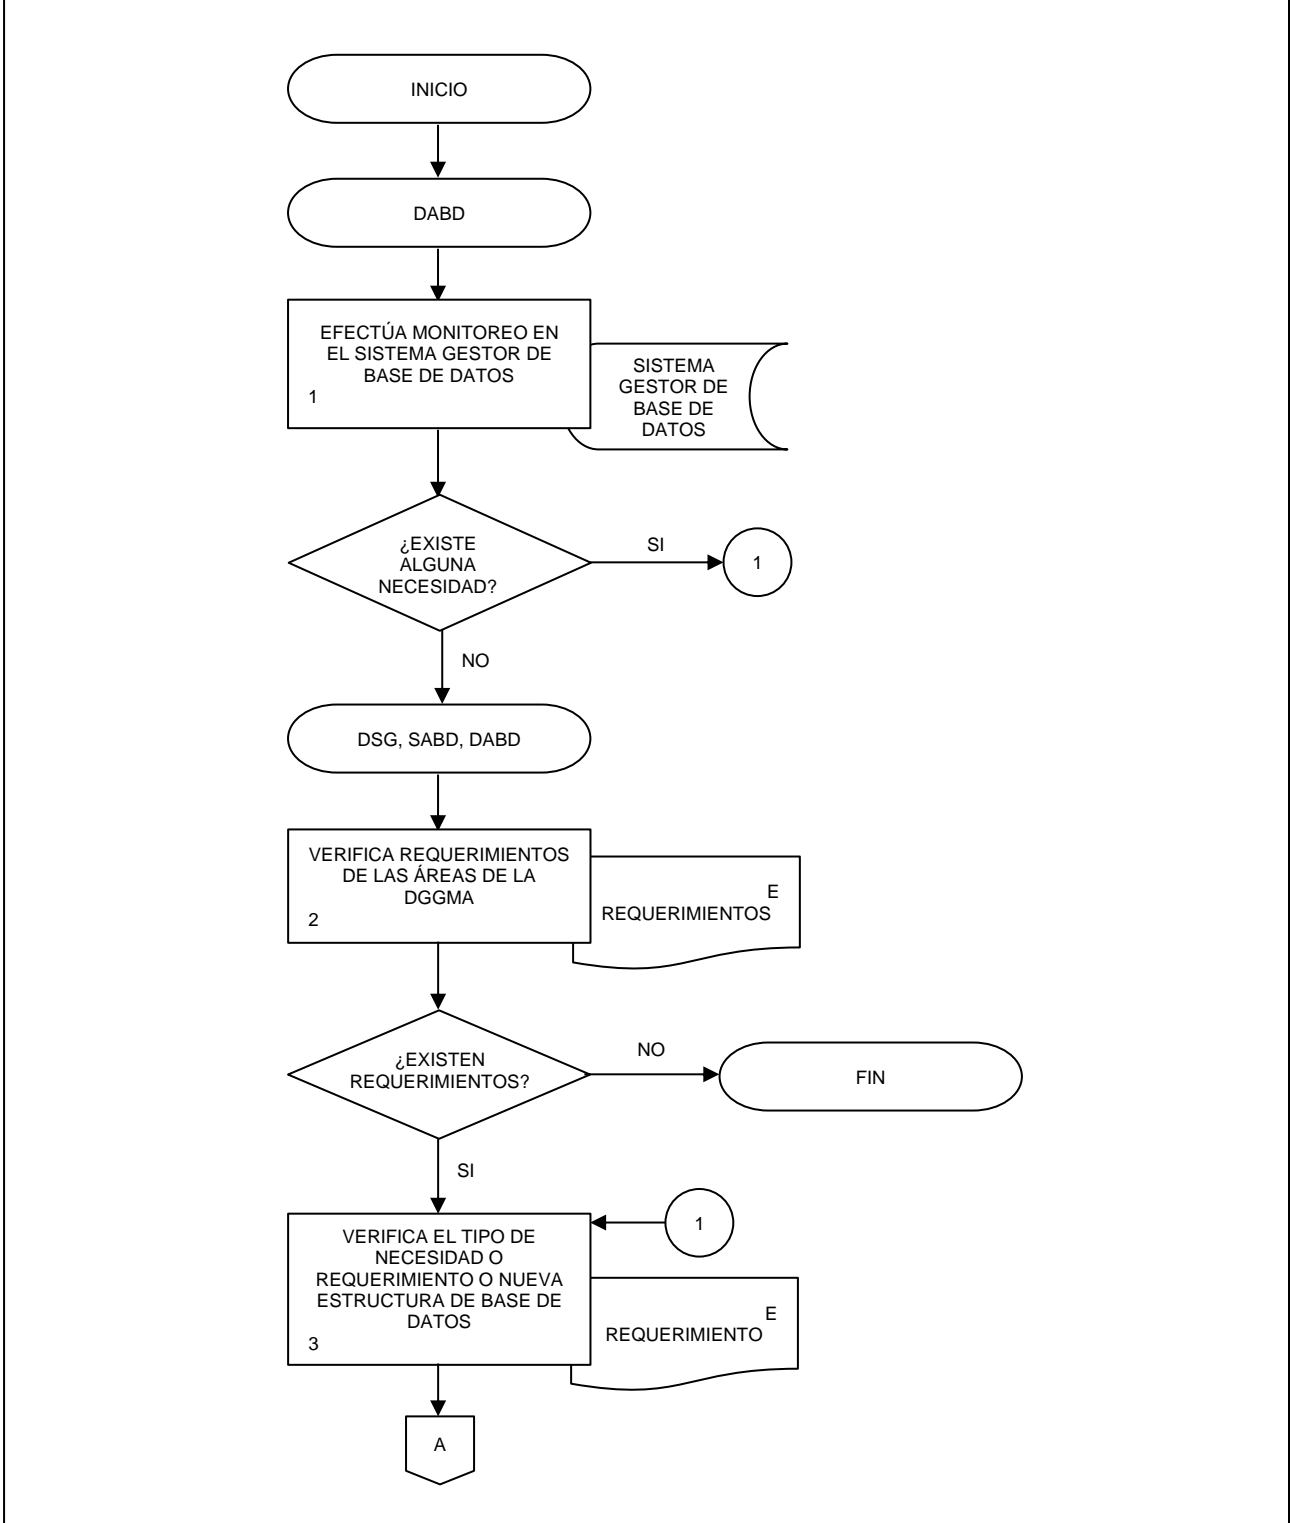 INICIO
DABD
EFECTÚA MONITOREO EN
EL SISTEMA GESTOR DE
BASE DE DATOS
1
SISTEMA
GESTOR DE
BASE DE
DATOS
¿EXISTE
ALGUNA
NECESIDAD?
SI
1
NO
DSG, SABD, DABD
VERIFICA REQUERIMIENTOS
DE LAS ÁREAS DE LA
DGGMA
2
E
REQUERIMIENTOS
¿EXISTEN
REQUERIMIENTOS?
NO
FIN
SI
1
VERIFICA EL TIPO DE
NECESIDAD O
REQUERIMIENTO O NUEVA
ESTRUCTURA DE BASE DE
DATOS
3
E
REQUERIMIENTO
A